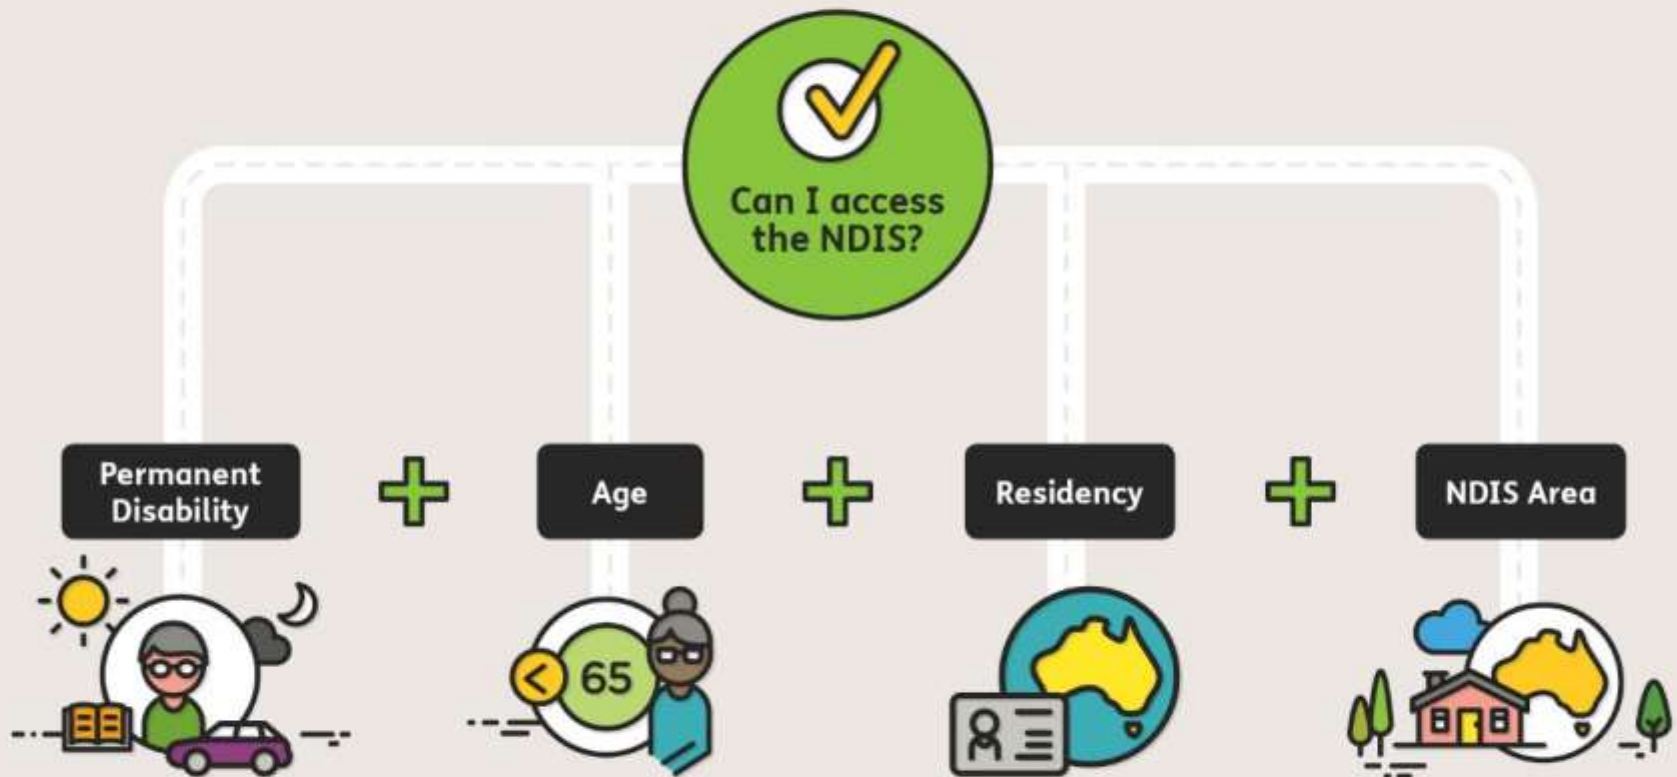 Can I access
the NDIS?
Permanent
Disability
Age
Residency
NDIS Area
< 65